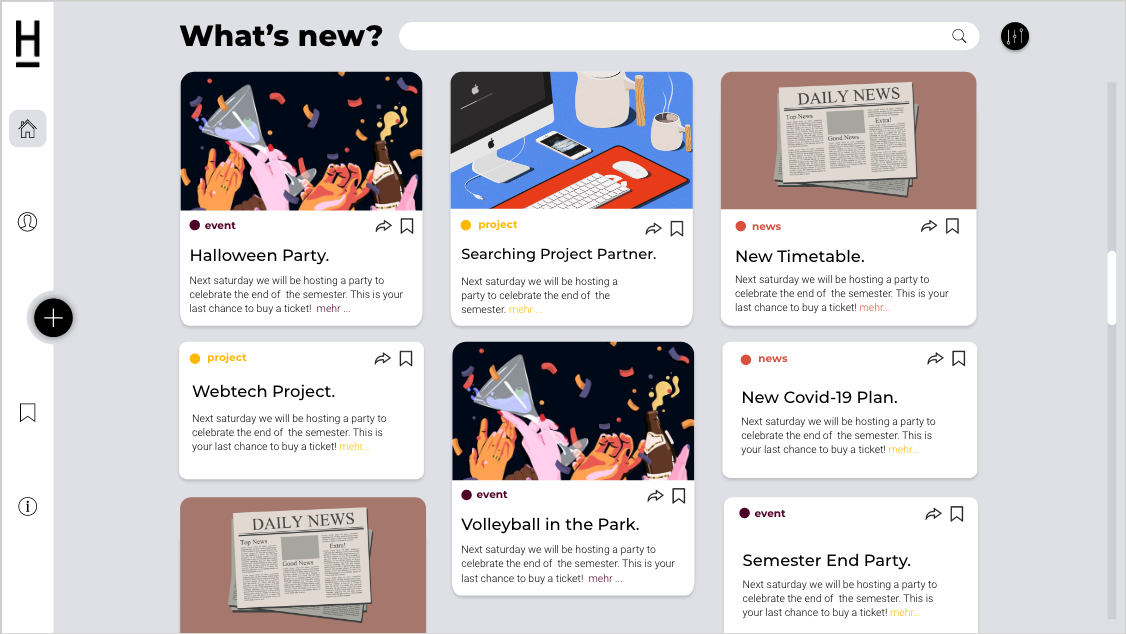 H
What's new?
event
Halloween Party.
Next saturday we will be hosting a party to
celebrate the end of the semester. This is your
last chance to buy a ticket! mehr ...
project
Searching Project Partner.
Next saturday we will be hosting a
party to celebrate the end of the
semester. mehr ...
DAILY NEWS
Top News
Good News
Extra!
news
New Timetable.
Next saturday we will be hosting a party to
celebrate the end of the semester. This is your
last chance to buy a ticket! mehr...
project
Webtech Project.
Next saturday we will be hosting a party to
celebrate the end of the semester. This is
your last chance to buy a ticket! mehr...
event
Volleyball in the Park.
Next saturday we will be hosting a party to
celebrate the end of the semester. This is your
last chance to buy a ticket! mehr ...
news
New Covid-19 Plan.
Next saturday we will be hosting a party to
celebrate the end of the semester. This is
your last chance to buy a ticket! mehr...
DAILY NEWS
Top News
Good News
Extra!
event
Semester End Party.
Next saturday we will be hosting a party to
celebrate the end of the semester. This is
your last chance to buy a ticket! mehr...